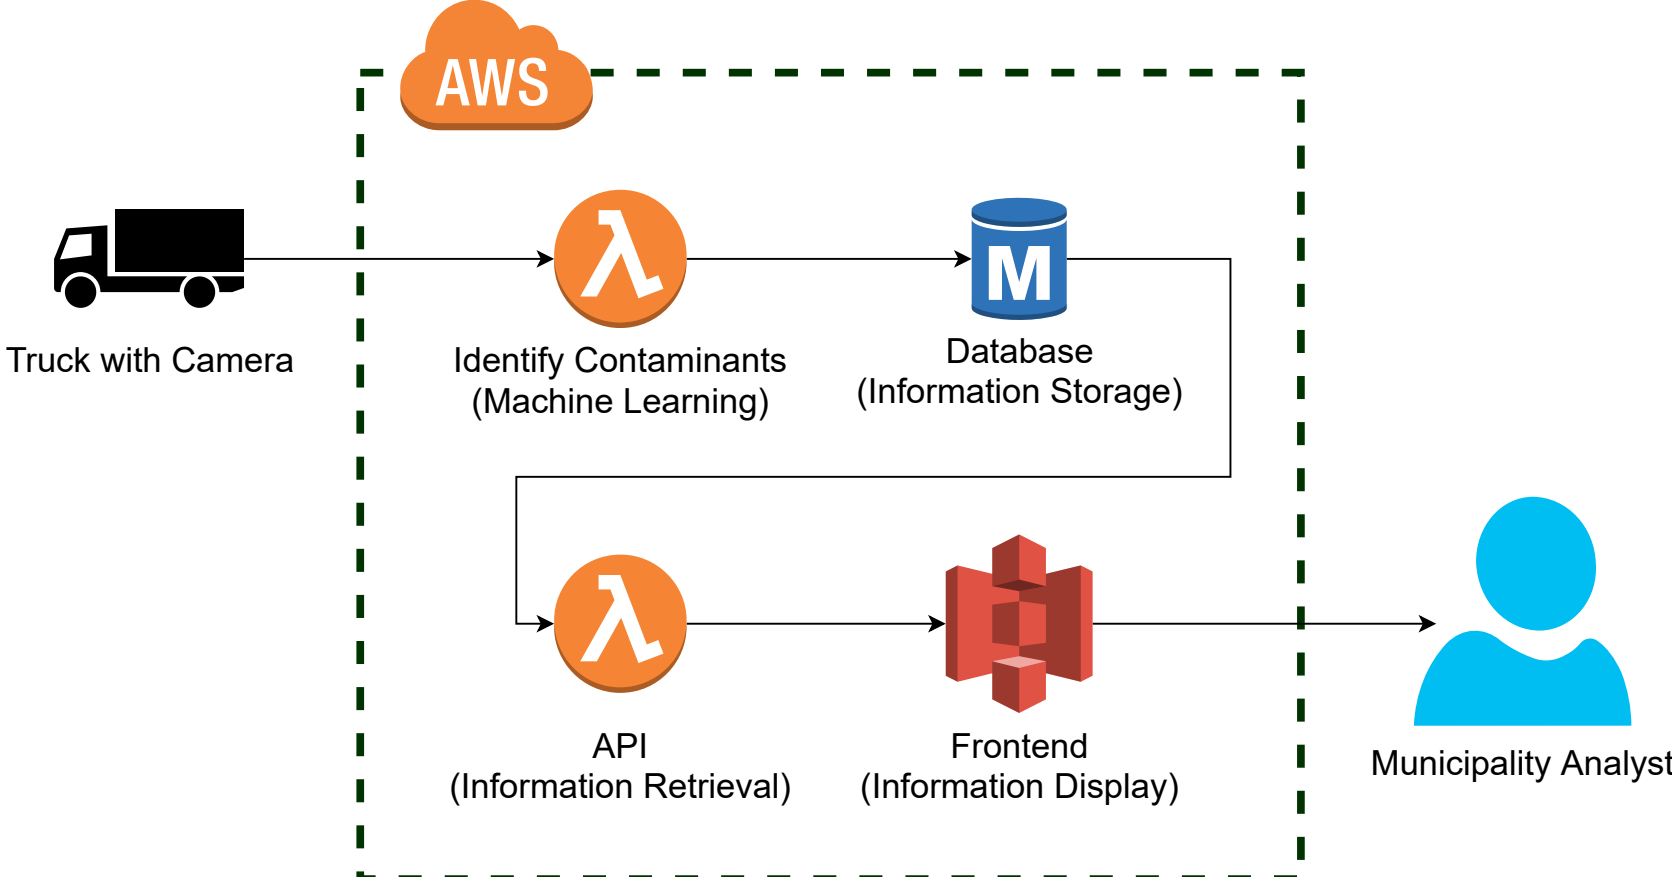 AWS
Truck with Camera
Identify Contaminants
(Machine Learning)
M
Database
(Information Storage)
API
(Information Retrieval)
Frontend
(Information Display)
Municipality Analyst